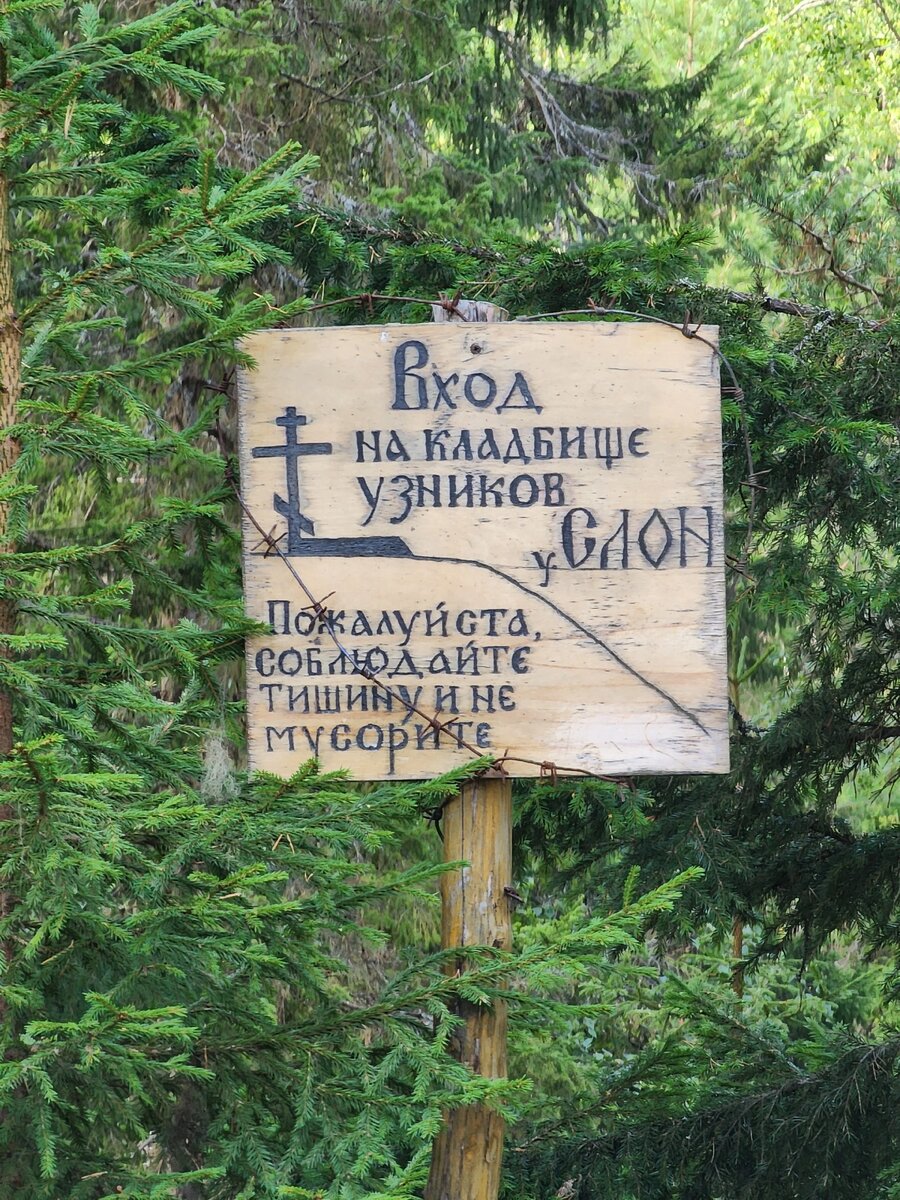 Вход
на кладбище
узников
у СЛОН
Пожалуйста,
соблюдайте
тишину и не
мусорите